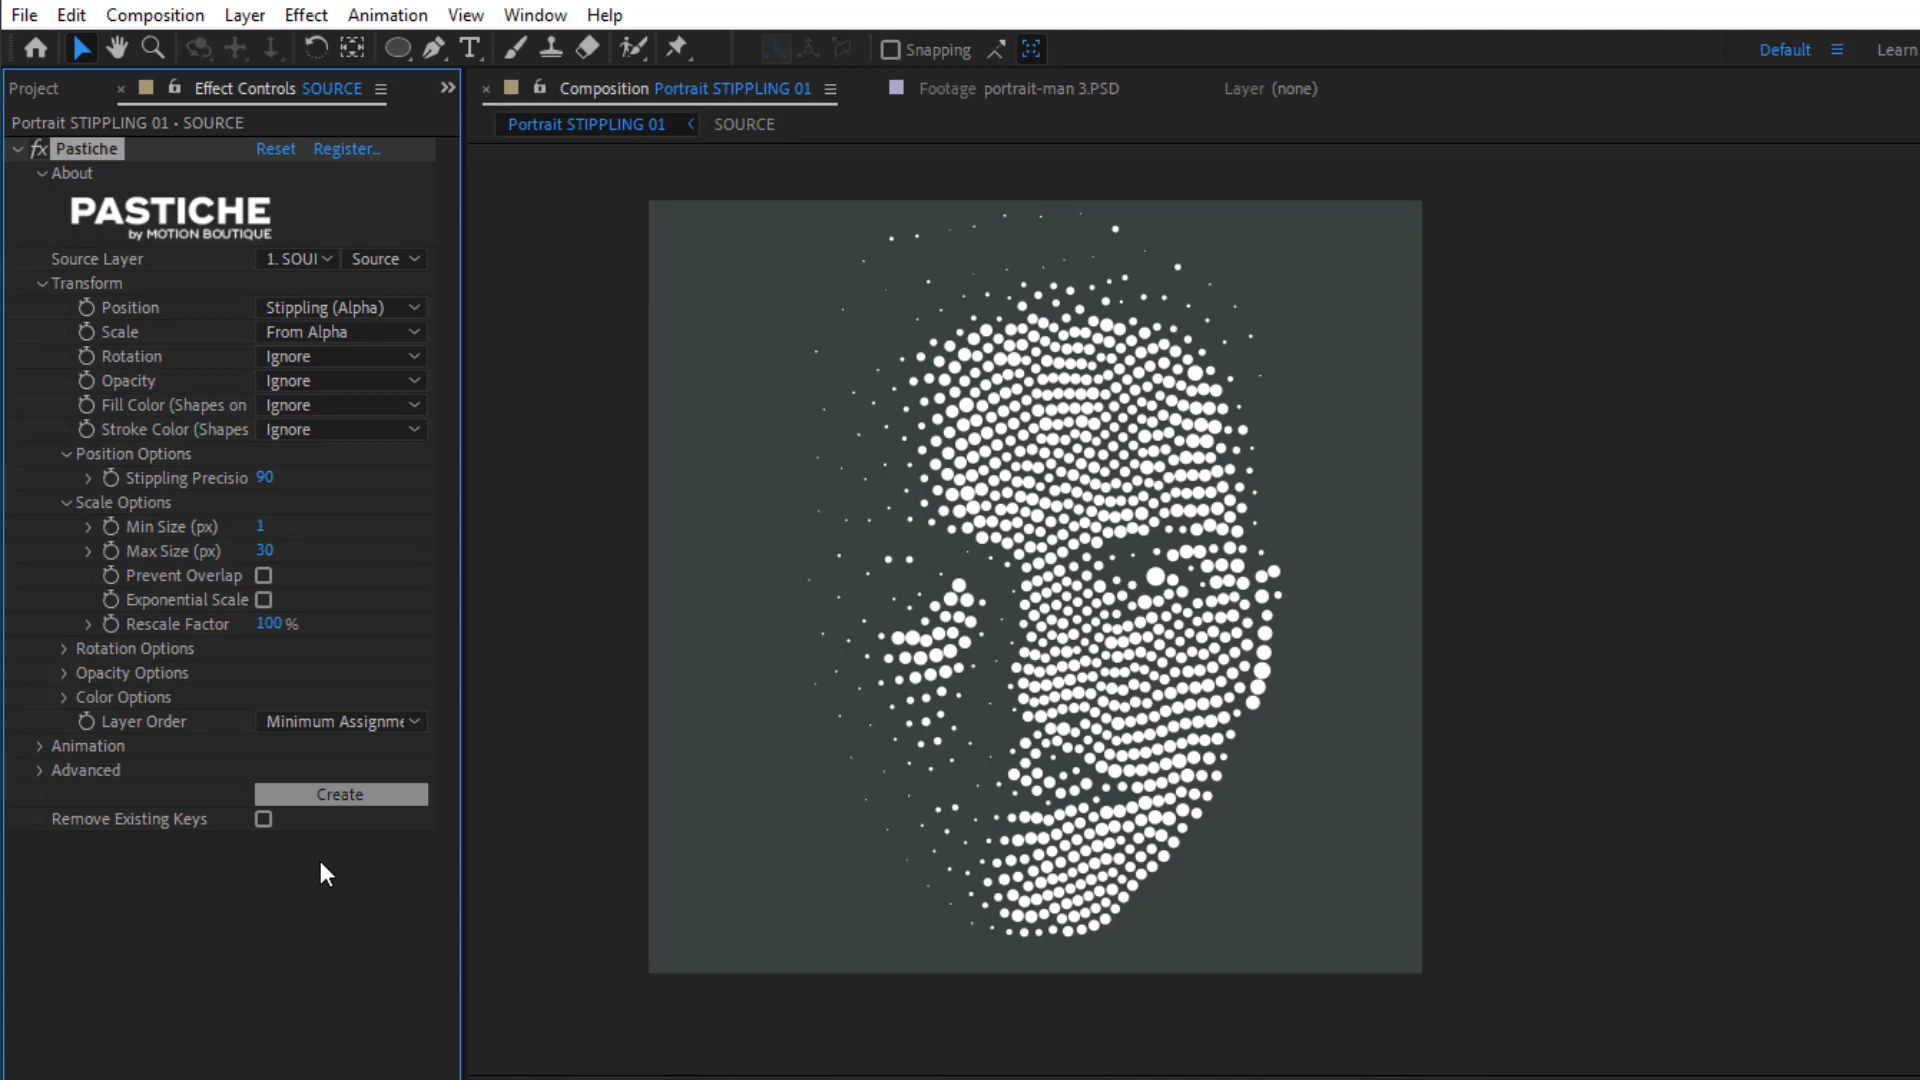 File Edit Composition Layer Effect Animation View Window Help
Snapping
Default
Learn
Project
Effect Controls SOURCE
Composition Portrait STIPPLING 01
Footage portrait-man 3.PSD
Layer (none)
Portrait STIPPLING 01 • SOURCE
Portrait STIPPLING 01
SOURCE
fx Pastiche Reset Register...
About
PASTICHE
by MOTION BOUTIQUE
Source Layer 1. SOUI Source
Transform
Position Stippling (Alpha)
Scale From Alpha
Rotation Ignore
Opacity Ignore
Fill Color (Shapes on Ignore
Stroke Color (Shapes Ignore
Position Options
Stippling Precisio 90
Scale Options
Min Size (px) 1
Max Size (px) 30
Prevent Overlap
Exponential Scale
Rescale Factor 100 %
Rotation Options
Opacity Options
Color Options
Layer Order Minimum Assignme
Animation
Advanced
Create
Remove Existing Keys